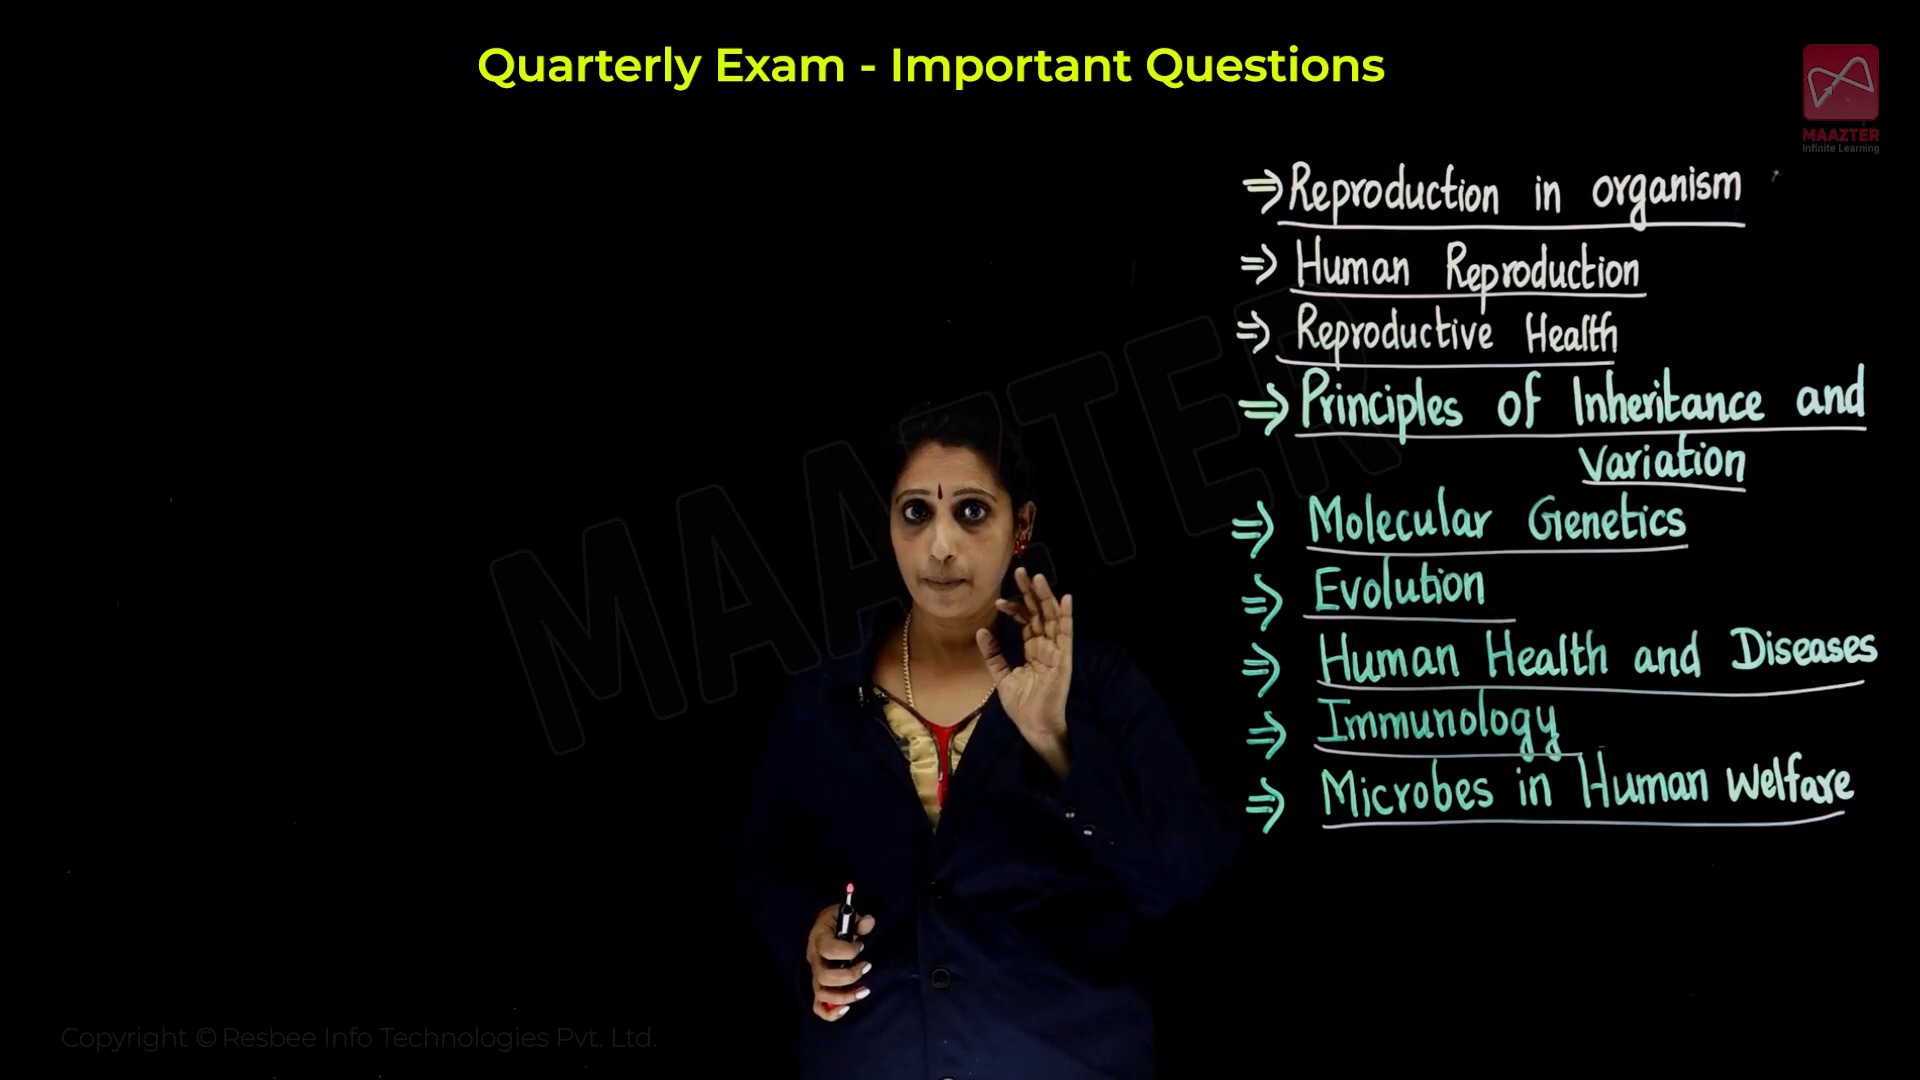 Quarterly Exam - Important Questions
MAAZTER
Infinite Learning
⇒ Reproduction in organism
⇒ Human Reproduction
⇒ Reproductive Health
⇒ Principles of Inheritance and
variation
⇒ Molecular Genetics
⇒ Evolution
⇒ Human Health and Diseases
⇒ Immunology
⇒ Microbes in Human Welfare
MAAZTER
Copyright © Resbee Info Technologies Pvt. Ltd.